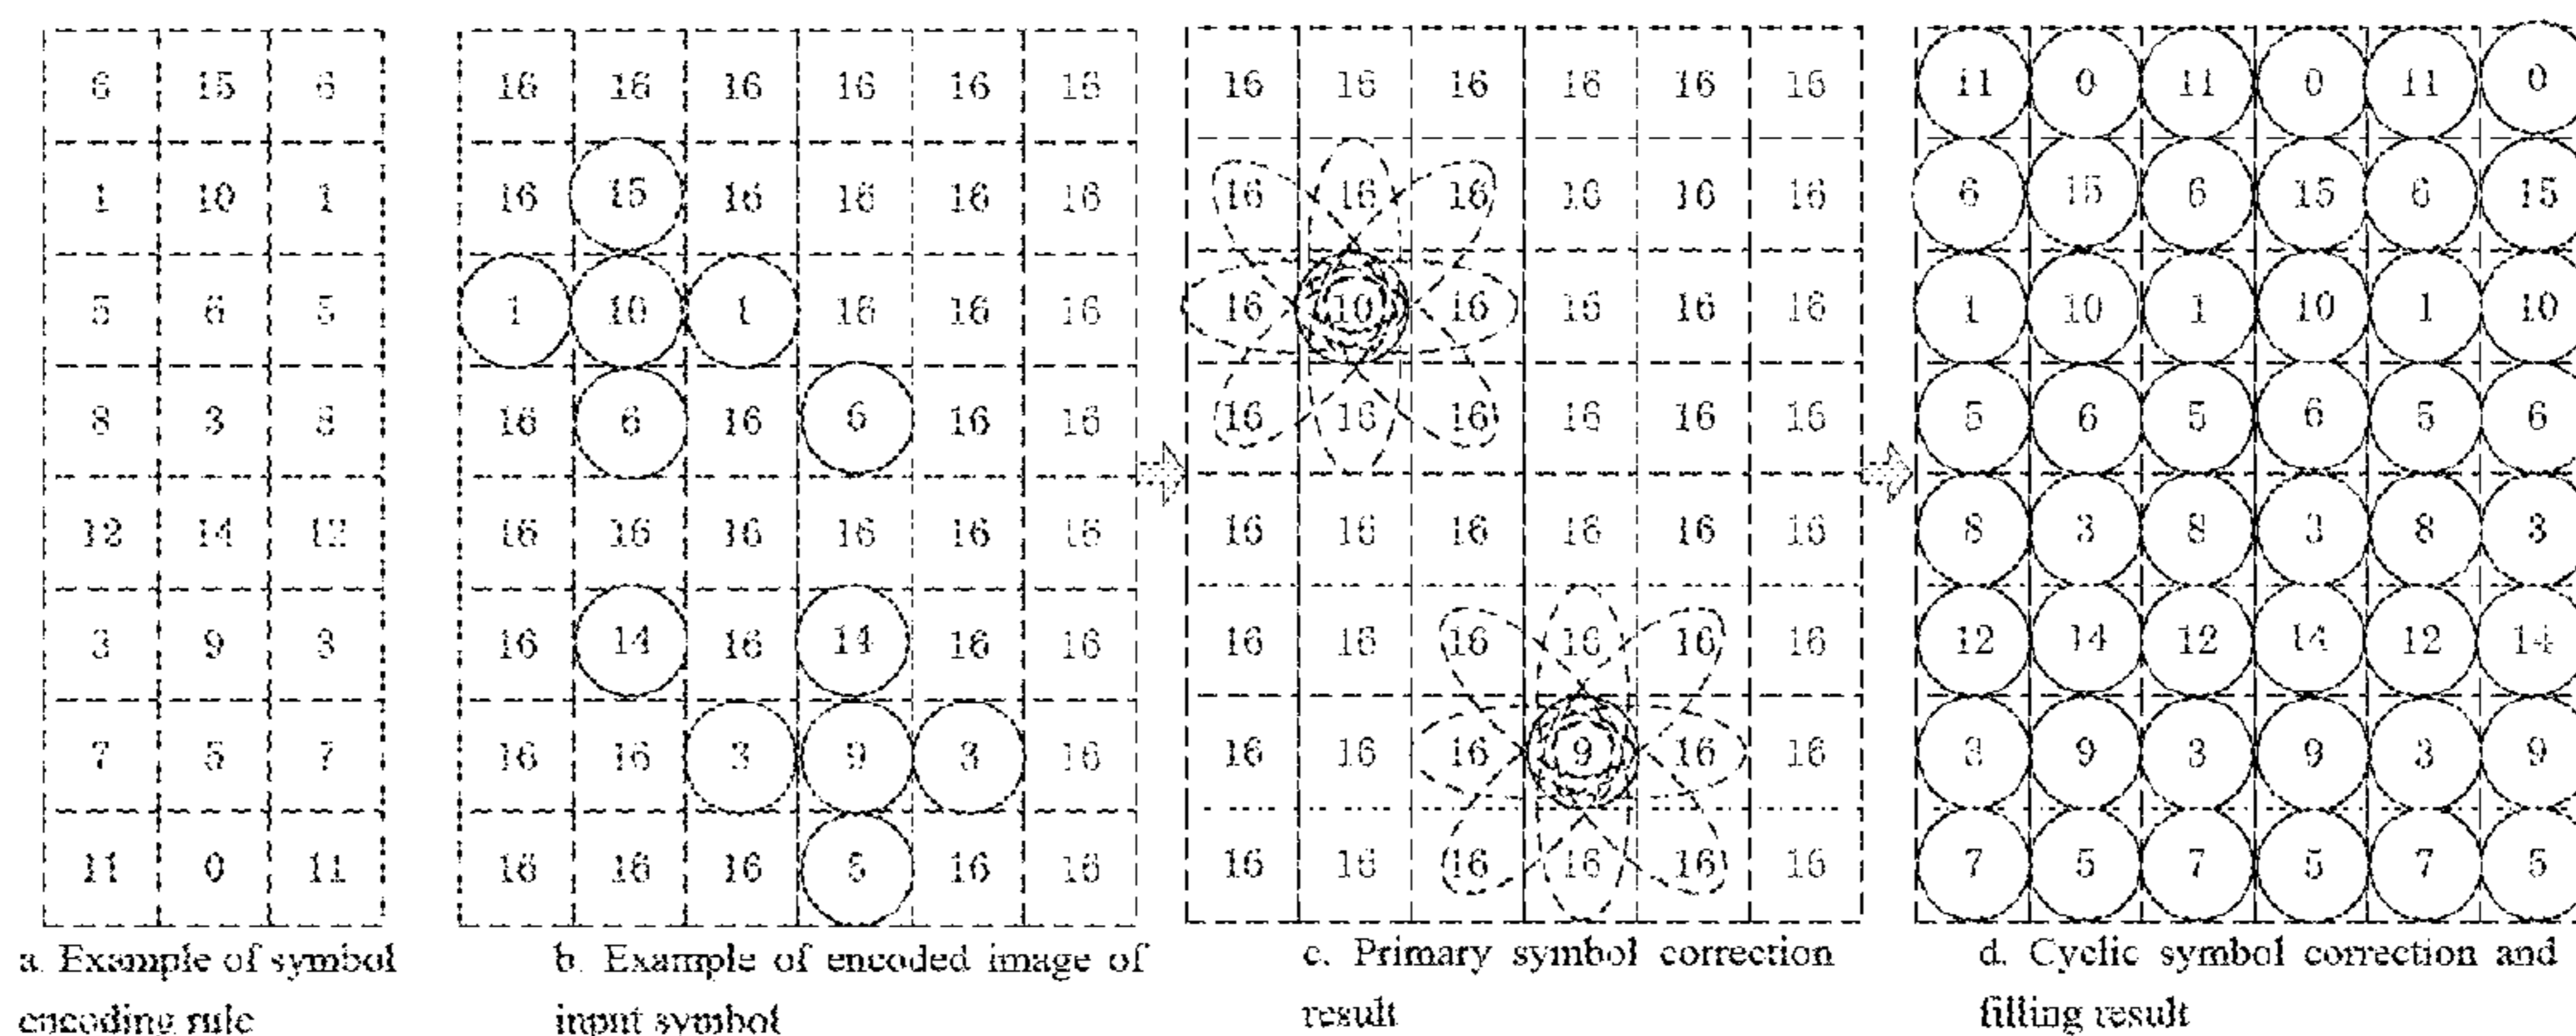 6 15 6
1 10 1
5 6 5
8 3 8
12 14 12
3 9 3
7 5 7
11 0 11
a. Example of symbol
encoding rule
16 16 16 16 16 16
16 15 16 16 16 16
1 10 1 16 16 16
16 6 16 6 16 16
16 16 16 16 16 16
16 14 16 14 16 16
16 16 3 9 3 16
16 16 16 5 16 16
b. Example of encoded image of
input symbol
16 16 16 16 16 16
16 16 16 16 16 16
16 10 16 16 16 16
16 16 16 16 16 16
16 16 16 16 16 16
16 16 16 16 16 16
16 16 16 9 16 16
16 16 16 16 16 16
c. Primary symbol correction
result
11 0 11 0 11 0
6 15 6 15 6 15
1 10 1 10 1 10
5 6 5 6 5 6
8 3 8 3 8 3
12 14 12 14 12 14
3 9 3 9 3 9
7 5 7 5 7 5
d. Cyclic symbol correction and
filling result